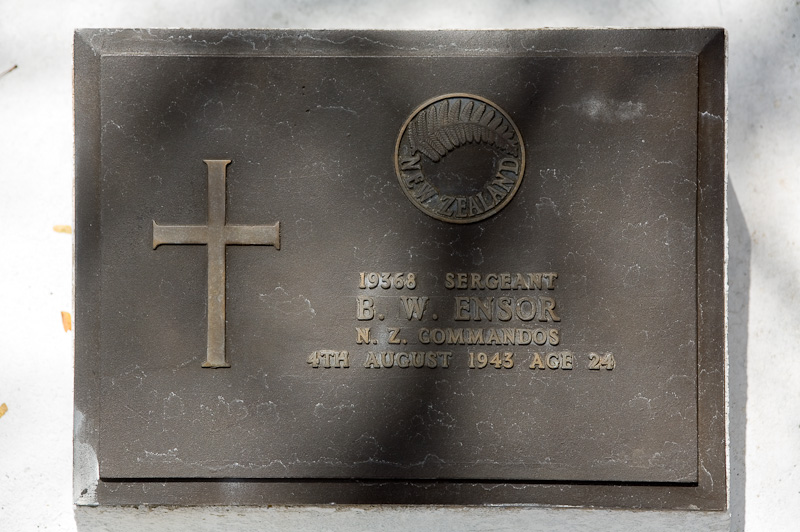 NEW ZEALAND
19368 SERGEANT
B. W. ENSOR
N. Z. COMMANDOS
4TH AUGUST 1943 AGE 24